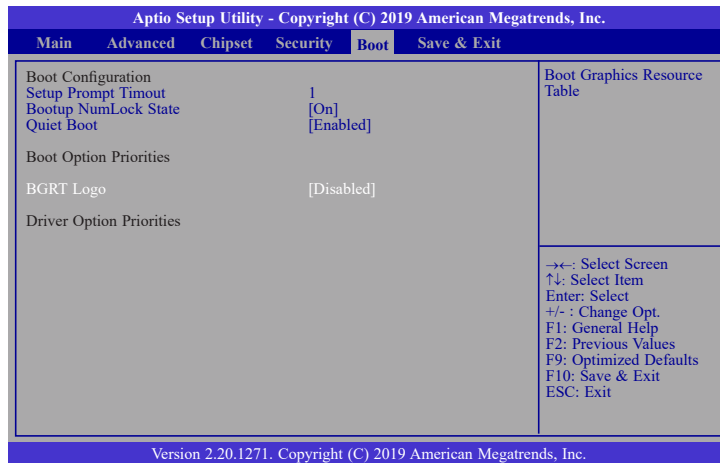 Aptio Setup Utility - Copyright (C) 2019 American Megatrends, Inc.
Main Advanced Chipset Security Boot Save & Exit
Boot Configuration
Setup Prompt Timout 1
Bootup NumLock State [On]
Quiet Boot [Enabled]
Boot Option Priorities
BGRT Logo [Disabled]
Driver Option Priorities
Boot Graphics Resource
Table
→←: Select Screen
↑↓: Select Item
Enter: Select
+/- : Change Opt.
F1: General Help
F2: Previous Values
F9: Optimized Defaults
F10: Save & Exit
ESC: Exit
Version 2.20.1271. Copyright (C) 2019 American Megatrends, Inc.